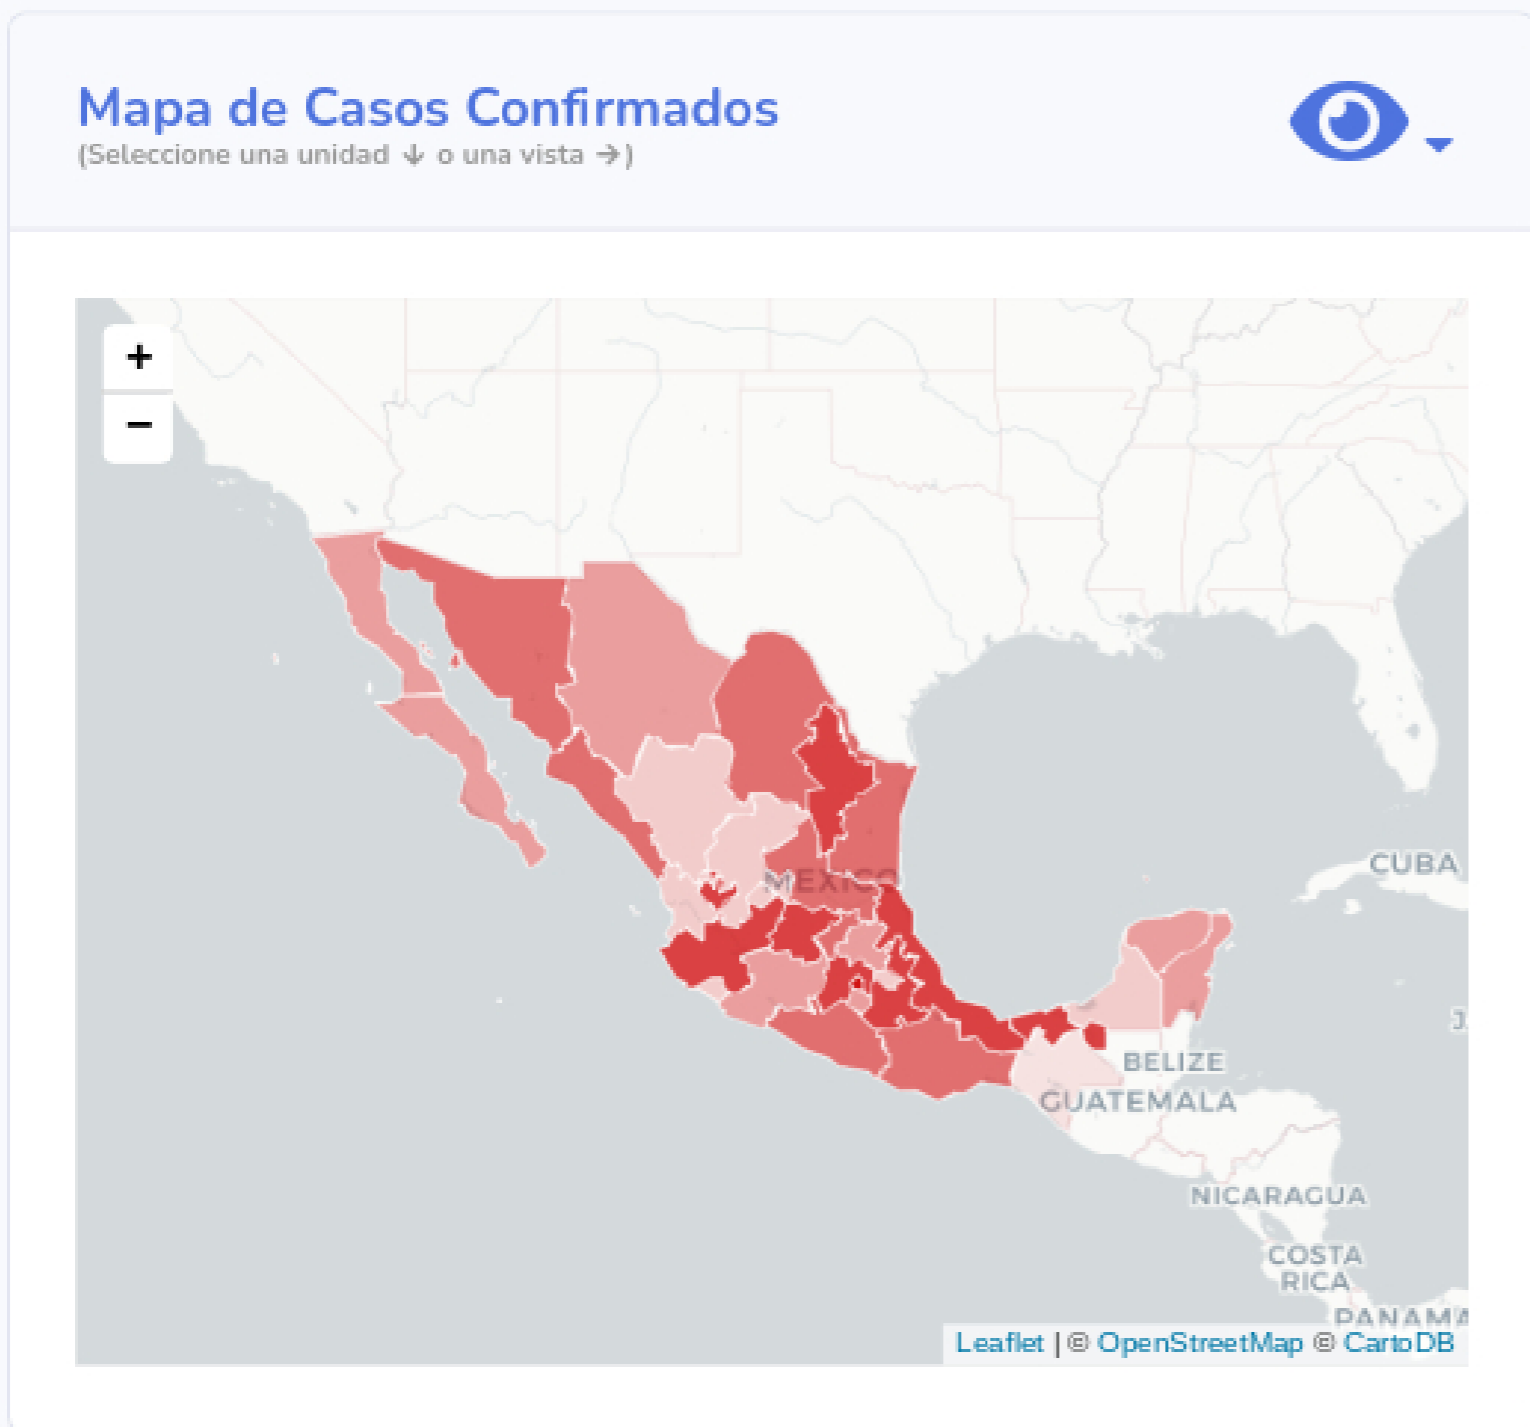 Mapa de Casos Confirmados
(Seleccione una unidad ↓ o una vista →)
+
−
MEXICO
CUBA
J
BELIZE
GUATEMALA
NICARAGUA
COSTA
RICA
PANAMA
Leaflet | © OpenStreetMap © CartoDB